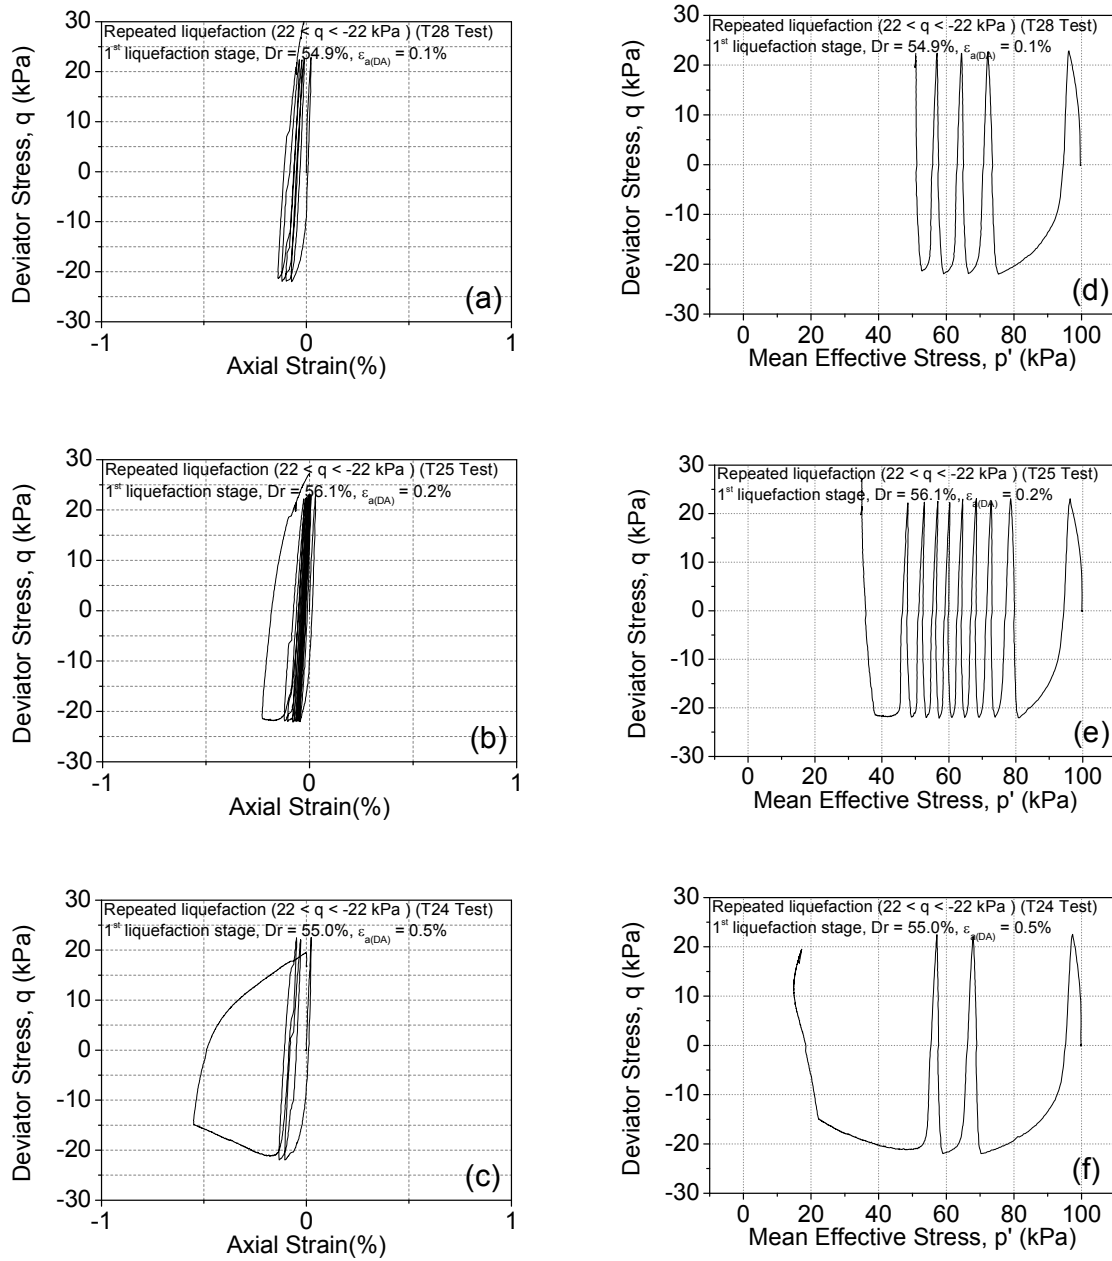 Repeated liquefaction (22 < q < -22 kPa ) (T28 Test)
1st liquefaction stage, Dr = 54.9%, εa(DA) = 0.1%
30
20
10
0
-10
-20
-30
Deviator Stress, q (kPa)
(a)
-1
0
1
Axial Strain(%)
Repeated liquefaction (22 < q < -22 kPa ) (T28 Test)
1st liquefaction stage, Dr = 54.9%, εa(DA) = 0.1%
30
20
10
0
-10
-20
-30
Deviator Stress, q (kPa)
(d)
0
20
40
60
80
100
Mean Effective Stress, p' (kPa)
Repeated liquefaction (22 < q < -22 kPa ) (T25 Test)
1st liquefaction stage, Dr = 56.1%, εa(DA) = 0.2%
30
20
10
0
-10
-20
-30
Deviator Stress, q (kPa)
(b)
-1
0
1
Axial Strain(%)
Repeated liquefaction (22 < q < -22 kPa ) (T25 Test)
1st liquefaction stage, Dr = 56.1%, εa(DA) = 0.2%
30
20
10
0
-10
-20
-30
Deviator Stress, q (kPa)
(e)
0
20
40
60
80
100
Mean Effective Stress, p' (kPa)
Repeated liquefaction (22 < q < -22 kPa ) (T24 Test)
1st liquefaction stage, Dr = 55.0%, εa(DA) = 0.5%
30
20
10
0
-10
-20
-30
Deviator Stress, q (kPa)
(c)
-1
0
1
Axial Strain(%)
Repeated liquefaction (22 < q < -22 kPa ) (T24 Test)
1st liquefaction stage, Dr = 55.0%, εa(DA) = 0.5%
30
20
10
0
-10
-20
-30
Deviator Stress, q (kPa)
(f)
0
20
40
60
80
100
Mean Effective Stress, p' (kPa)